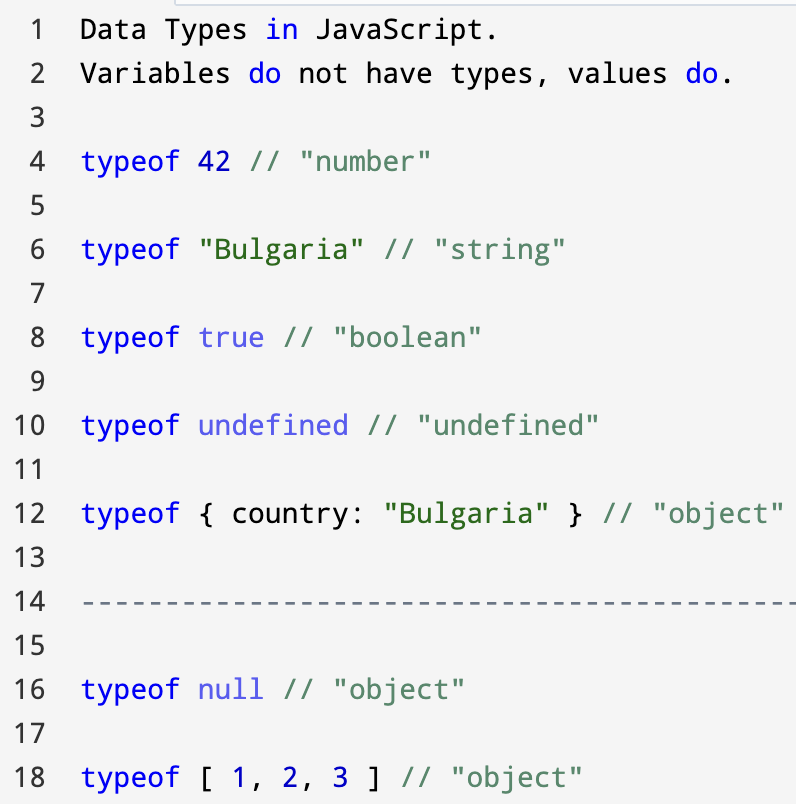 1 Data Types in JavaScript.
2 Variables do not have types, values do.
3
4 typeof 42 // "number"
5
6 typeof "Bulgaria" // "string"
7
8 typeof true // "boolean"
9
10 typeof undefined // "undefined"
11
12 typeof { country: "Bulgaria" } // "object"
13
14 -------------------------------------------
15
16 typeof null // "object"
17
18 typeof [ 1, 2, 3 ] // "object"